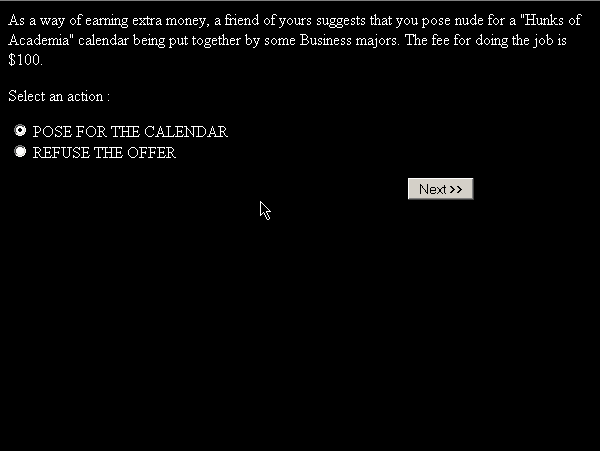 As a way of earning extra money, a friend of yours suggests that you pose nude for a "Hunks of
Academia" calendar being put together by some Business majors. The fee for doing the job is
$100.
Select an action :
POSE FOR THE CALENDAR
REFUSE THE OFFER
Next >>